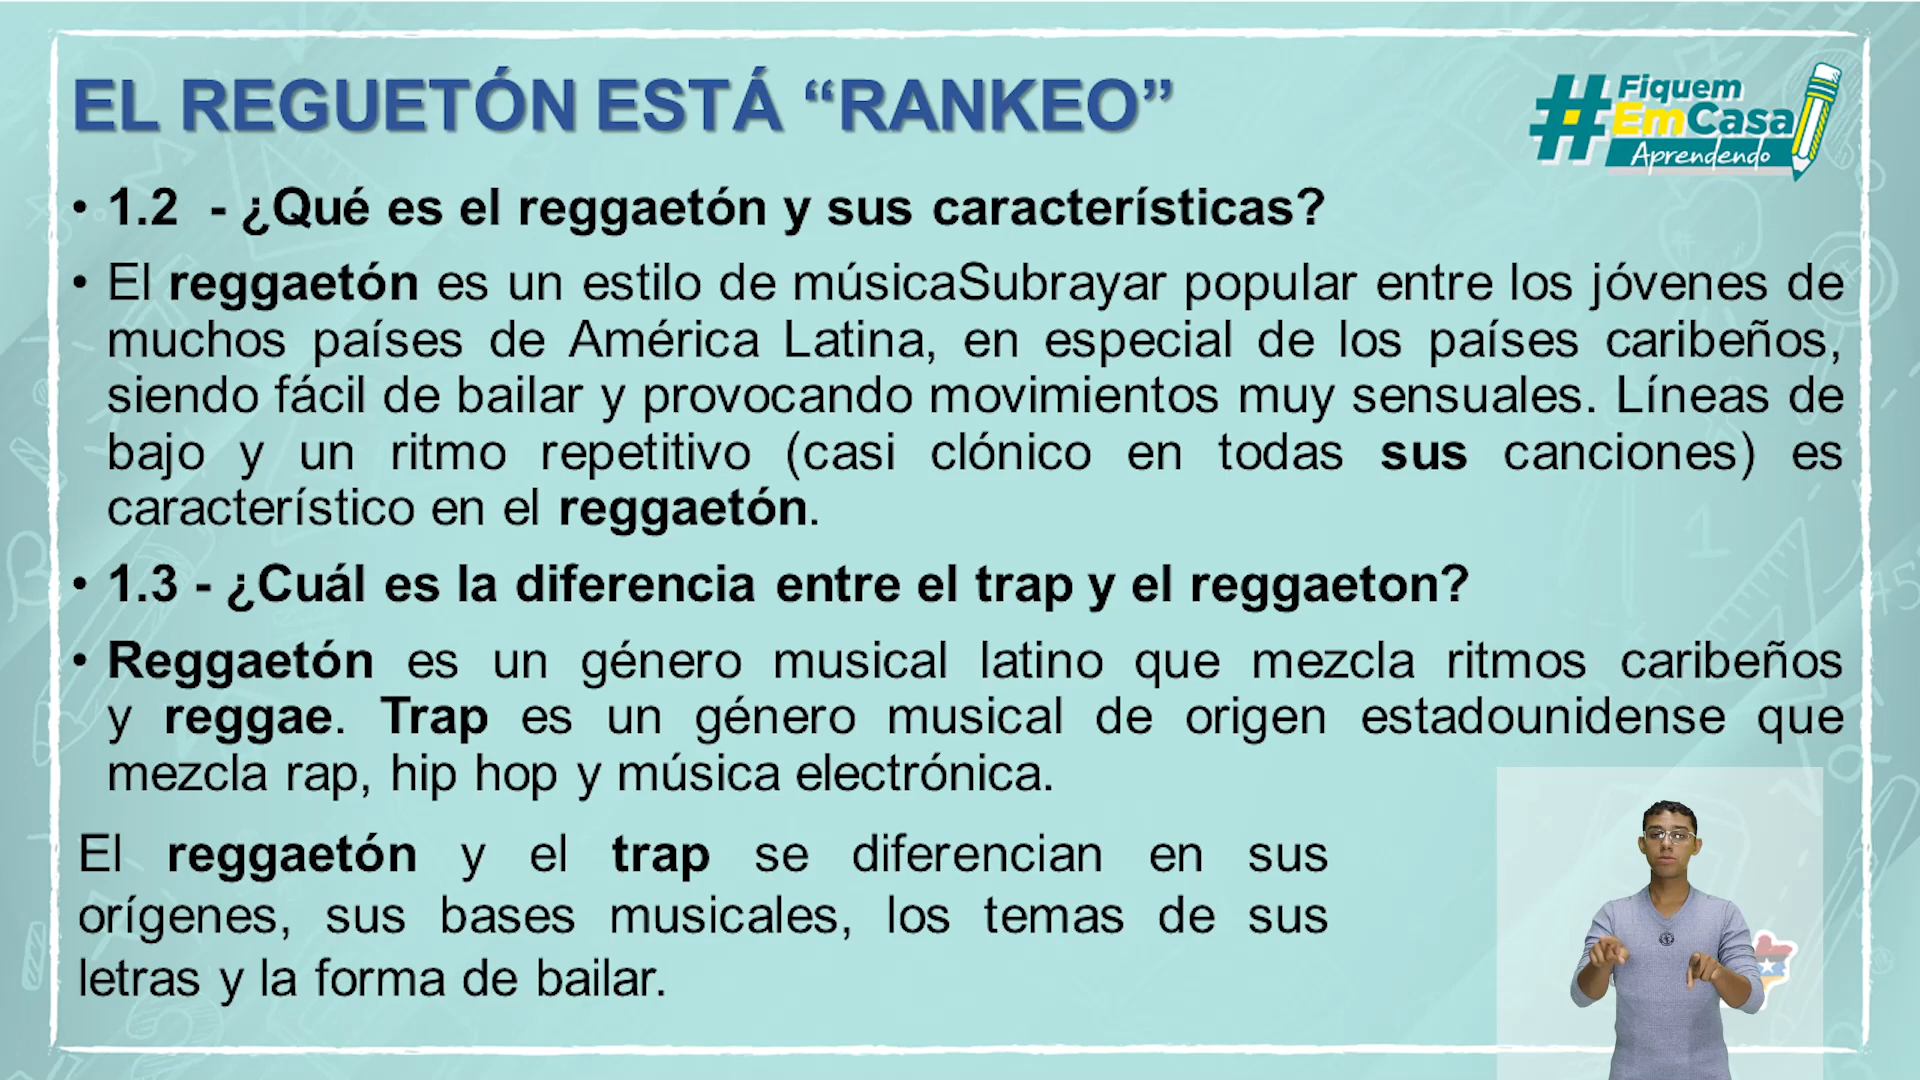 EL REGUETÓN ESTÁ “RANKEO”
#Fiquem
EmCasa
Aprendendo
• 1.2 - ¿Qué es el reggaetón y sus características?
• El reggaetón es un estilo de músicaSubrayar popular entre los jóvenes de
muchos países de América Latina, en especial de los países caribeños,
siendo fácil de bailar y provocando movimientos muy sensuales. Líneas de
bajo y un ritmo repetitivo (casi clónico en todas sus canciones) es
característico en el reggaetón.
• 1.3 - ¿Cuál es la diferencia entre el trap y el reggaeton?
• Reggaetón es un género musical latino que mezcla ritmos caribeños
y reggae. Trap es un género musical de origen estadounidense que
mezcla rap, hip hop y música electrónica.
El reggaetón y el trap se diferencian en sus
orígenes, sus bases musicales, los temas de sus
letras y la forma de bailar.